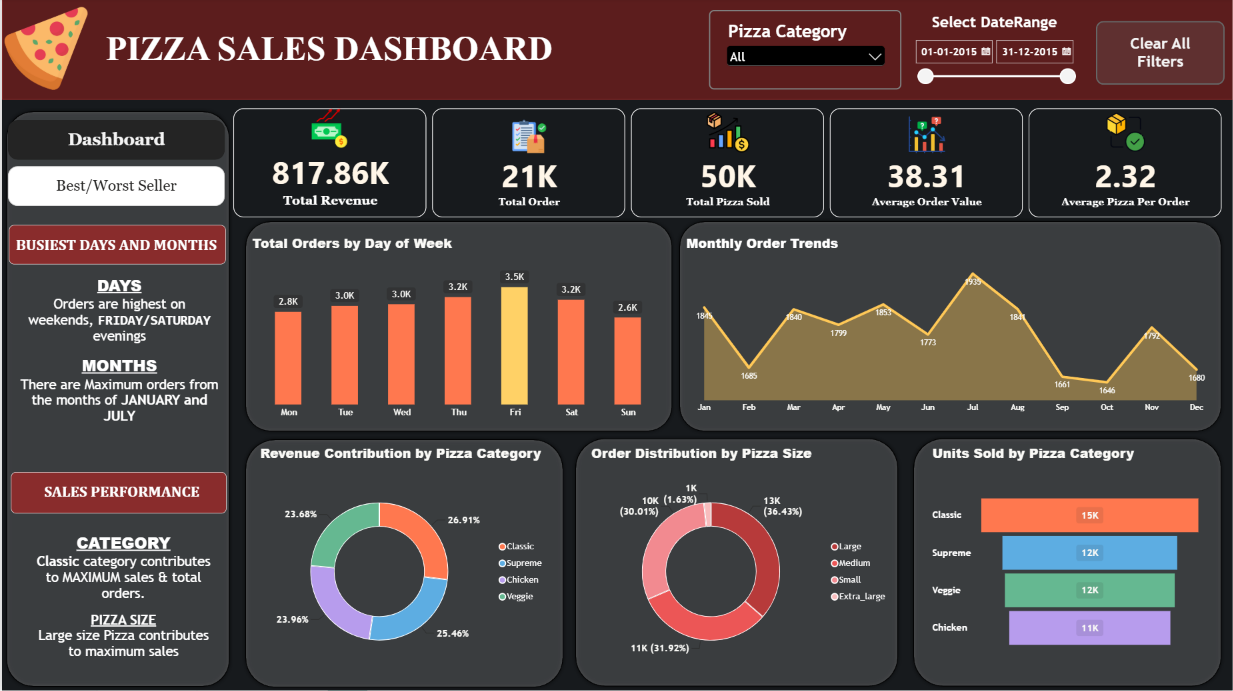 PIZZA SALES DASHBOARD
Pizza Category
All
Select DateRange
01-01-2015
31-12-2015
Clear All
Filters
Dashboard
Best/Worst Seller
BUSIEST DAYS AND MONTHS
DAYS
Orders are highest on
weekends, FRIDAY/SATURDAY
evenings
MONTHS
There are Maximum orders from
the months of JANUARY and
JULY
SALES PERFORMANCE
CATEGORY
Classic category contributes
to MAXIMUM sales & total
orders.
PIZZA SIZE
Large size Pizza contributes
to maximum sales
817.86K
Total Revenue
21K
Total Order
50K
Total Pizza Sold
38.31
Average Order Value
2.32
Average Pizza Per Order
Total Orders by Day of Week
2.8K
3.0K
3.0K
3.2K
3.5K
3.2K
2.6K
Mon
Tue
Wed
Thu
Fri
Sat
Sun
Monthly Order Trends
1845
1685
1840
1799
1853
1773
1935
1841
1661
1646
1792
1680
Jan
Feb
Mar
Apr
May
Jun
Jul
Aug
Sep
Oct
Nov
Dec
Revenue Contribution by Pizza Category
26.91%
25.46%
23.96%
23.68%
Classic
Supreme
Chicken
Veggie
Order Distribution by Pizza Size
13K
(36.43%)
11K (31.92%)
10K
(30.01%)
1K
(1.63%)
Large
Medium
Small
Extra_large
Units Sold by Pizza Category
Classic
15K
Supreme
12K
Veggie
12K
Chicken
11K